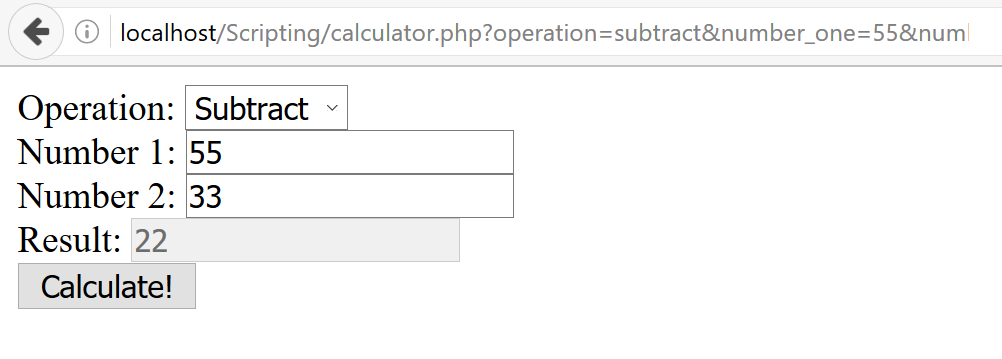 localhost/Scripting/calculator.php?operation=subtract&number_one=55&num
Operation: Subtract
Number 1: 55
Number 2: 33
Result: 22
Calculate!